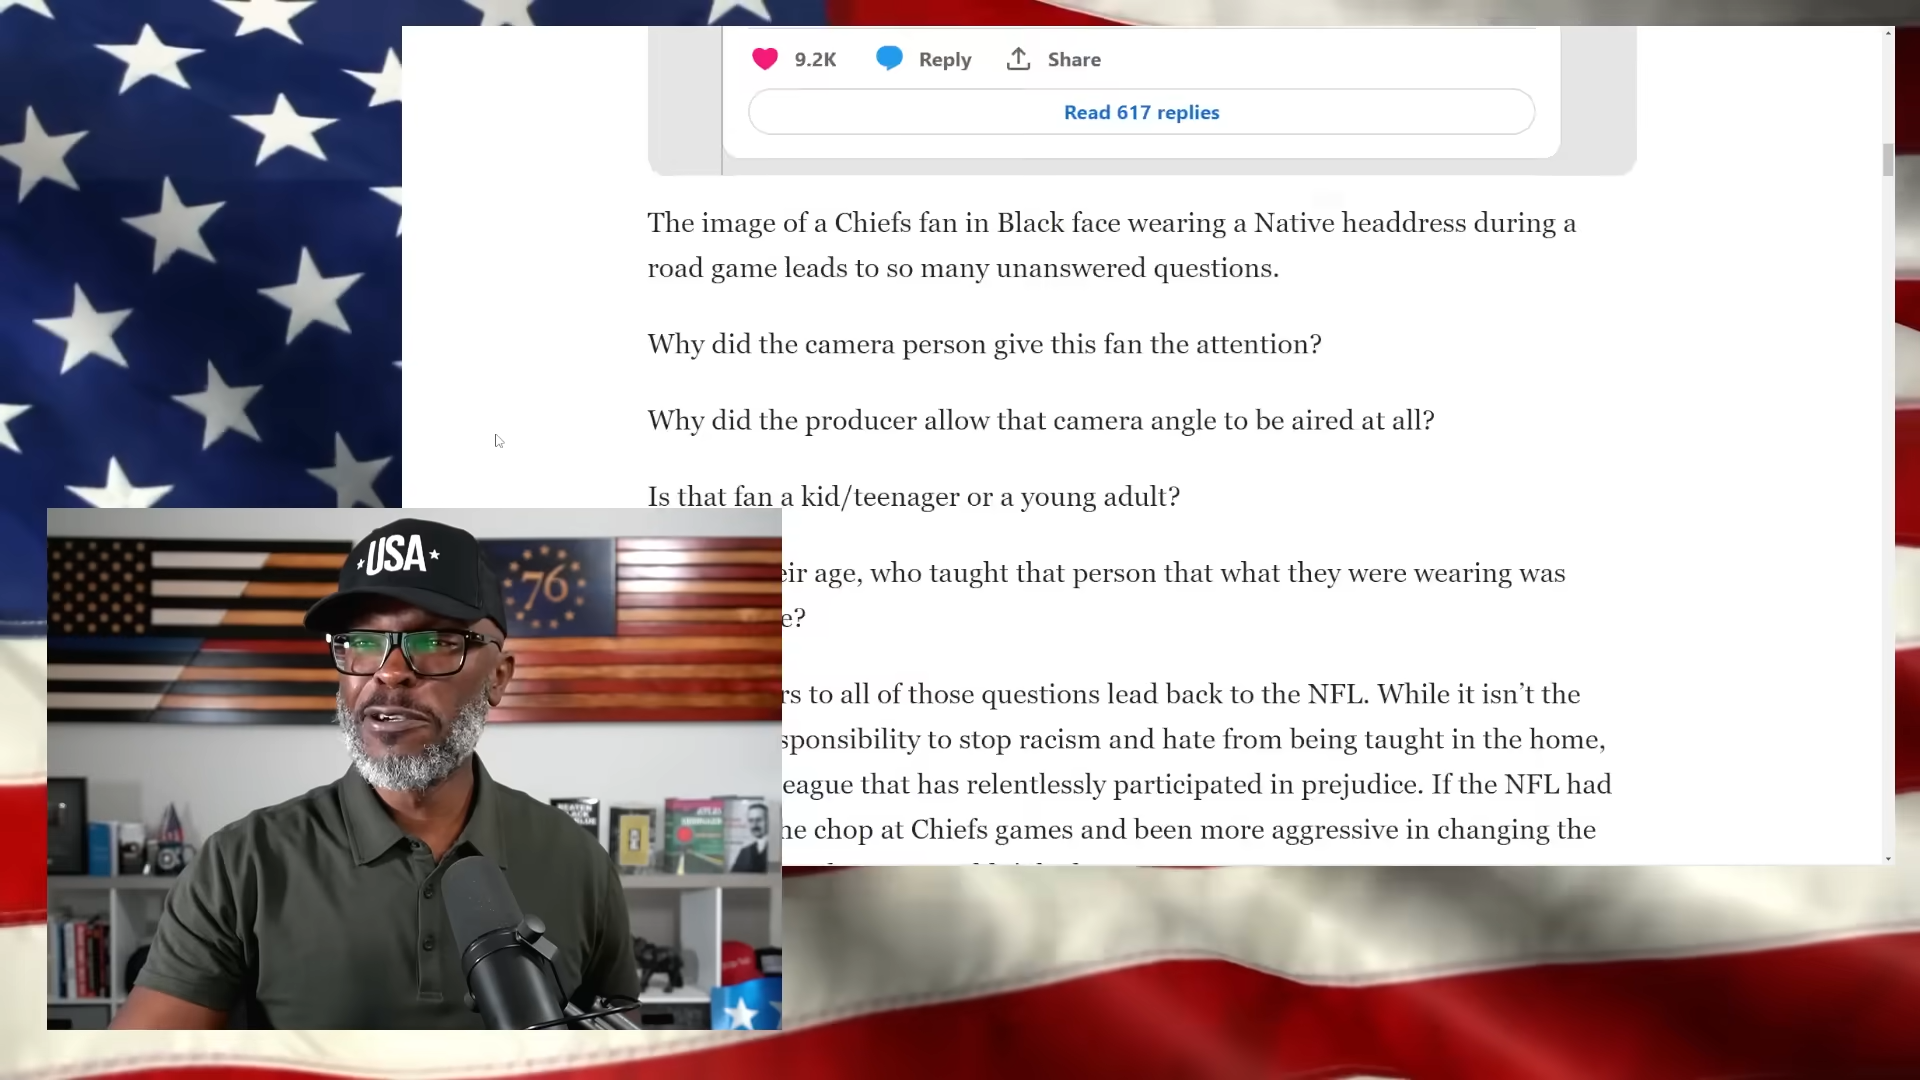 9.2K Reply Share
Read 617 replies
The image of a Chiefs fan in Black face wearing a Native headdress during a
road game leads to so many unanswered questions.
Why did the camera person give this fan the attention?
Why did the producer allow that camera angle to be aired at all?
Is that fan a kid/teenager or a young adult?
eir age, who taught that person that what they were wearing was
e?
rs to all of those questions lead back to the NFL. While it isn’t the
sponsibility to stop racism and hate from being taught in the home,
eague that has relentlessly participated in prejudice. If the NFL had
he chop at Chiefs games and been more aggressive in changing the
USA
76